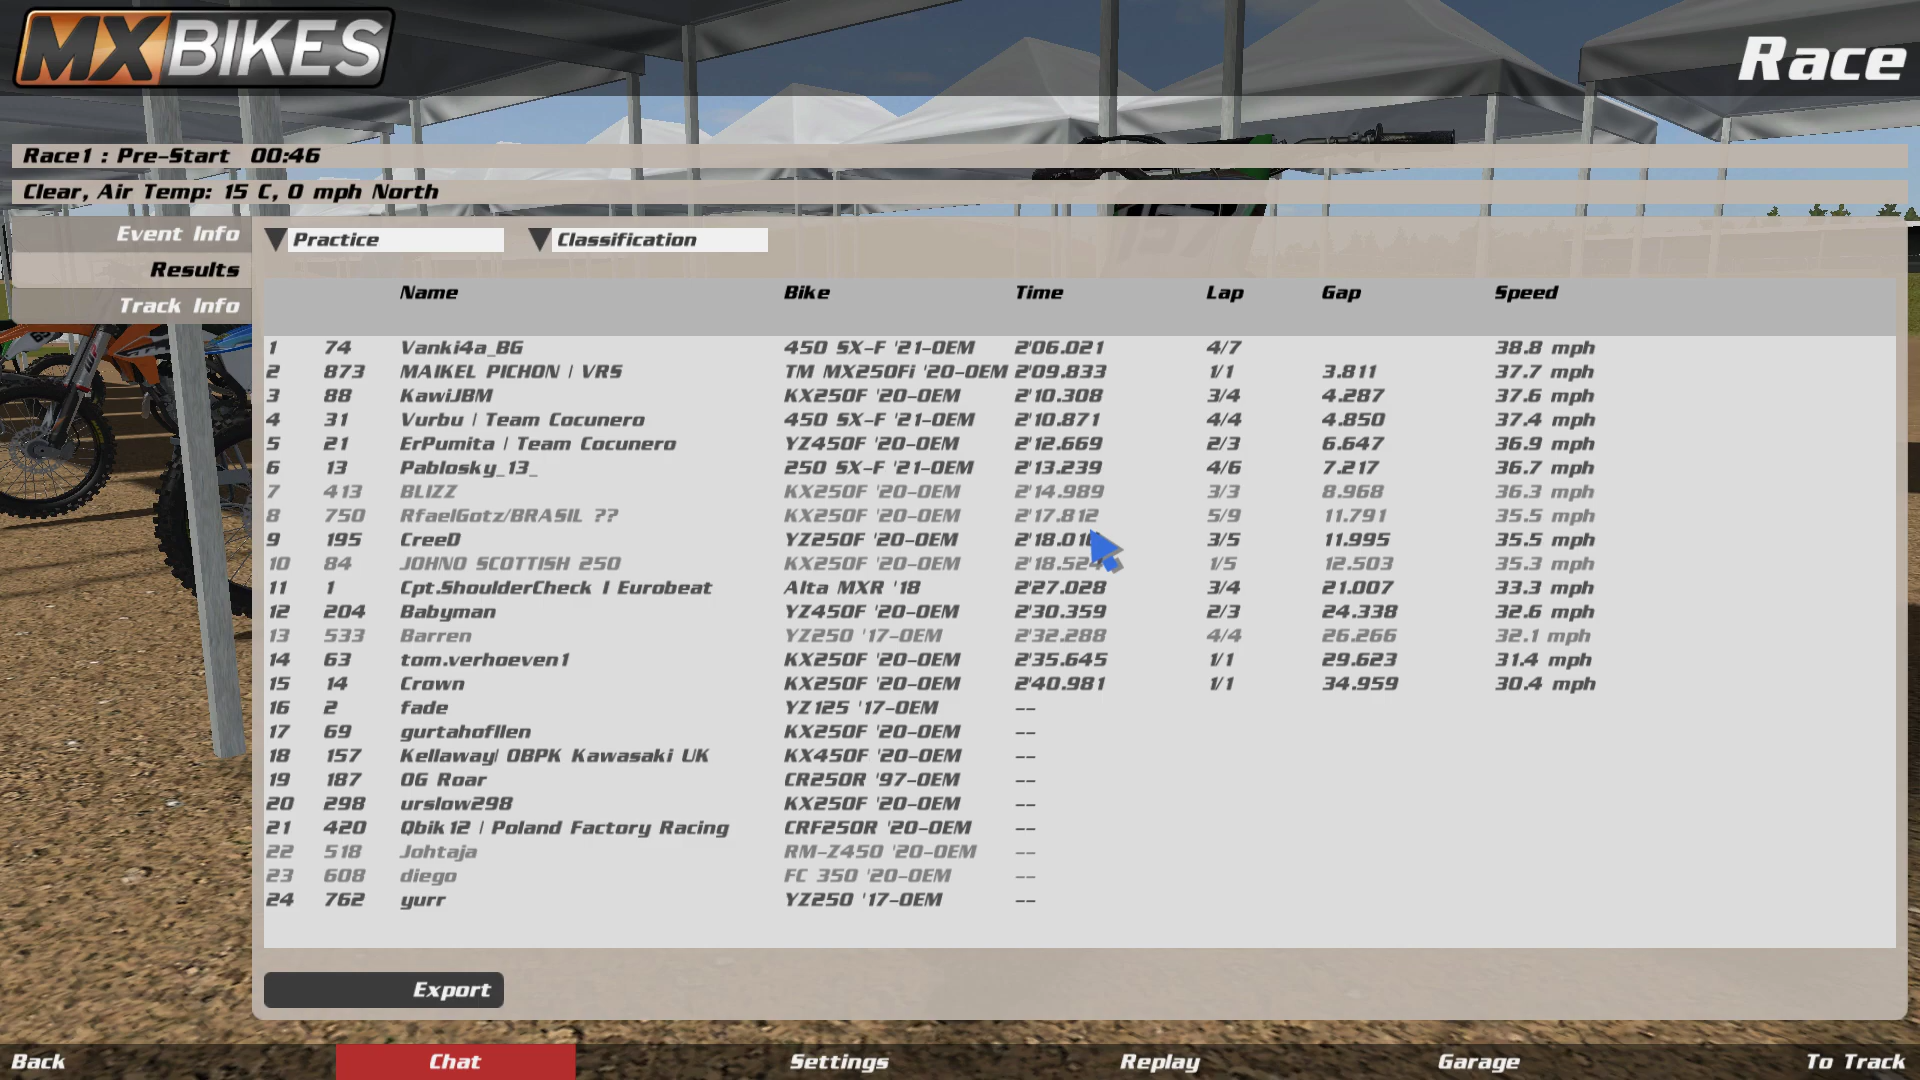 MX BIKES
Race
Race1 : Pre-Start 00:46
Clear, Air Temp: 15 C, 0 mph North
Event Info
Results
Track Info
Practice Classification
Name Bike Time Lap Gap Speed
1 74 Vanki4a_BG 450 SX-F '21-OEM 2'06.021 4/7 38.8 mph
2 873 MAIKEL PICHON | VRS TM MX250Fi '20-OEM 2'09.833 1/1 3.811 37.7 mph
3 88 KawiJBM KX250F '20-OEM 2'10.308 3/4 4.287 37.6 mph
4 31 Vurbu | Team Cocunero 450 SX-F '21-OEM 2'10.871 4/4 4.850 37.4 mph
5 21 ErPumita | Team Cocunero YZ450F '20-OEM 2'12.669 2/3 6.647 36.9 mph
6 13 Pablosky_13_ 250 SX-F '21-OEM 2'13.239 4/6 7.217 36.7 mph
7 413 BLIZZ KX250F '20-OEM 2'14.989 3/3 8.968 36.3 mph
8 750 RfaelGotz/BRASIL ?? KX250F '20-OEM 2'17.812 5/9 11.791 35.5 mph
9 195 CreeD YZ250F '20-OEM 3/5 11.995 35.5 mph
10 84 JOHNO SCOTTISH 250 KX250F '20-OEM 1/5 12.503 35.3 mph
11 1 Cpt.ShoulderCheck I Eurobeat Alta MXR '18 2'27.028 3/4 21.007 33.3 mph
12 204 Babyman YZ450F '20-OEM 2'30.359 2/3 24.338 32.6 mph
13 533 Barren YZ250 '17-OEM 2'32.288 4/4 26.266 32.1 mph
14 63 tom.verhoeven1 KX250F '20-OEM 2'35.645 1/1 29.623 31.4 mph
15 14 Crown KX250F '20-OEM 2'40.981 1/1 34.959 30.4 mph
16 2 fade YZ125 '17-OEM --
17 69 gurtahofllen KX250F '20-OEM --
18 157 Kellaway| OBPK Kawasaki UK KX450F '20-OEM --
19 187 OG Roar CR250R '97-OEM --
20 298 urslow298 KX250F '20-OEM --
21 420 Qbik12 | Poland Factory Racing CRF250R '20-OEM --
22 518 Johtaja RM-Z450 '20-OEM --
23 608 diego FC 350 '20-OEM --
24 762 yurr YZ250 '17-OEM --
Export
Back Chat Settings Replay Garage To Track